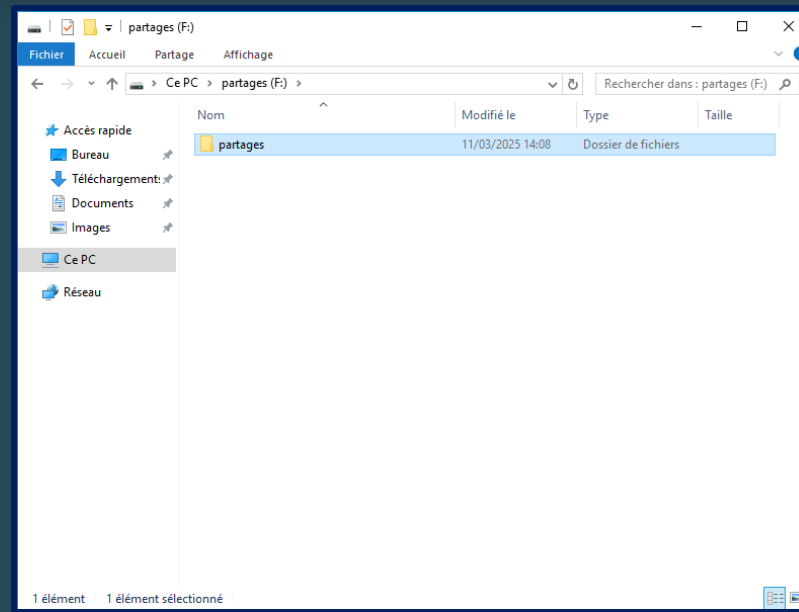 partages (F:)
Fichier Accueil Partage Affichage
Ce PC partages (F:) Rechercher dans : partages (F:)
Nom Modifié le Type Taille
Accès rapide
partages 11/03/2025 14:08 Dossier de fichiers
Bureau
Téléchargements
Documents
Images
Ce PC
Réseau
1 élément 1 élément sélectionné